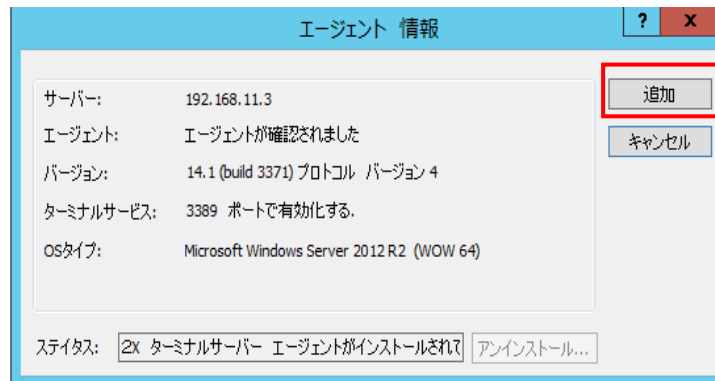 エージェント 情報
? x
サーバー: 192.168.11.3
追加
エージェント: エージェントが確認されました
キャンセル
バージョン: 14.1 (build 3371) プロトコル バージョン 4
ターミナルサービス: 3389 ポートで有効化する.
OSタイプ: Microsoft Windows Server 2012 R2 (WOW 64)
ステイタス: 2X ターミナルサーバー エージェントがインストールされて アンインストール...